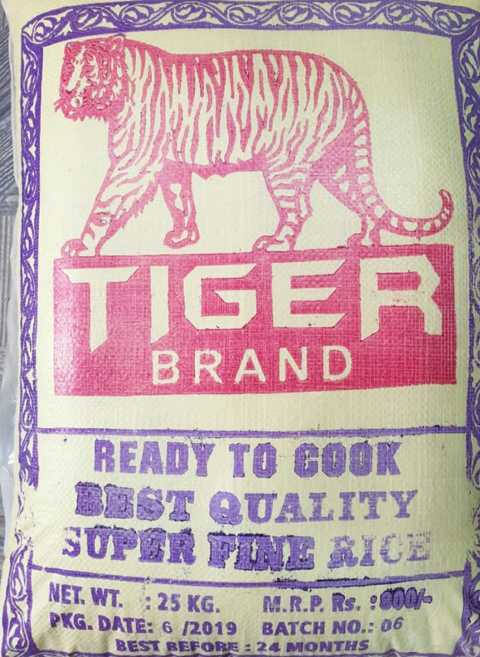 TIGER
BRAND
READY TO COOK
BEST QUALITY
SUPER FINE RICE
NET. WT. : 25 KG. M.R.P. Rs. : 800/-
PKG. DATE: 6 /2019 BATCH NO.: 06
BEST BEFORE : 24 MONTHS